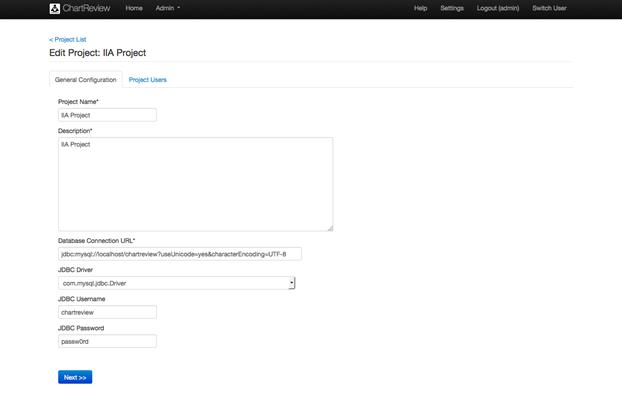 ChartReview Home Admin Help Settings Logout (admin) Switch User
< Project List
Edit Project: IIA Project
General Configuration Project Users
Project Name*
IIA Project
Description*
IIA Project
Database Connection URL*
jdbc:mysql://localhost/chartreview?useUnicode=yes&characterEncoding=UTF-8
JDBC Driver
com.mysql.jdbc.Driver
JDBC Username
chartreview
JDBC Password
passw0rd
Next >>